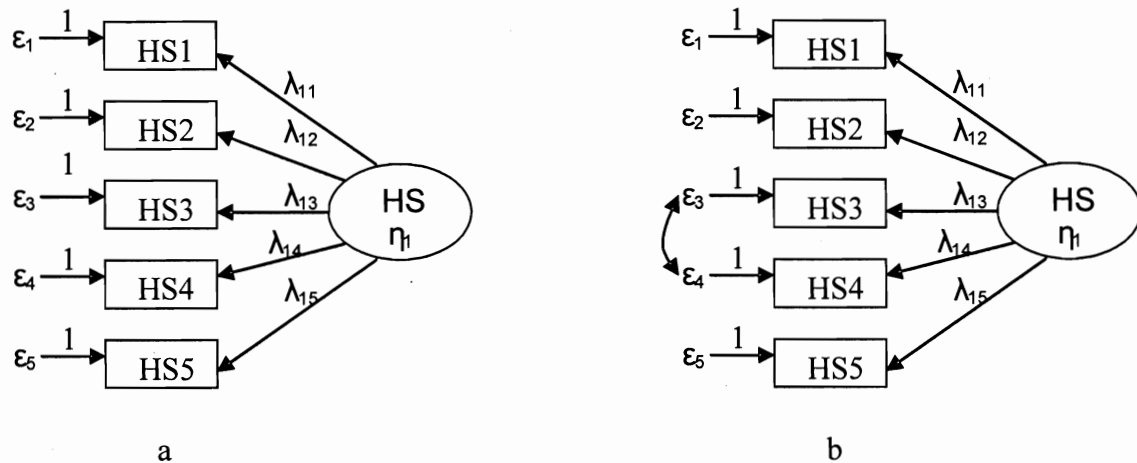 ε₁ 1 HS1
λ₁₁
ε₂ 1 HS2
λ₁₂
ε₃ 1 HS3
λ₁₃
HS
η₁
ε₄ 1 HS4
λ₁₄
ε₅ 1 HS5
λ₁₅
a
ε₁ 1 HS1
λ₁₁
ε₂ 1 HS2
λ₁₂
ε₃ 1 HS3
λ₁₃
HS
η₁
ε₄ 1 HS4
λ₁₄
ε₅ 1 HS5
λ₁₅
b